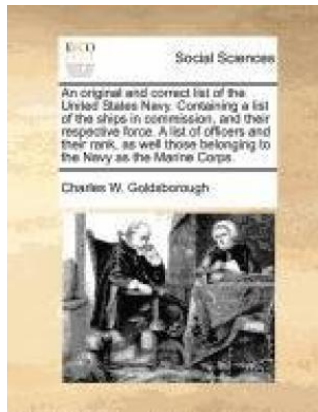 ECCO
Social Sciences
An original and correct list of the
United States Navy. Containing a list
of the ships in commission, and their
respective force. A list of officers and
their rank, as well those belonging to
the Navy as the Marine Corps.
Charles W. Goldsborough